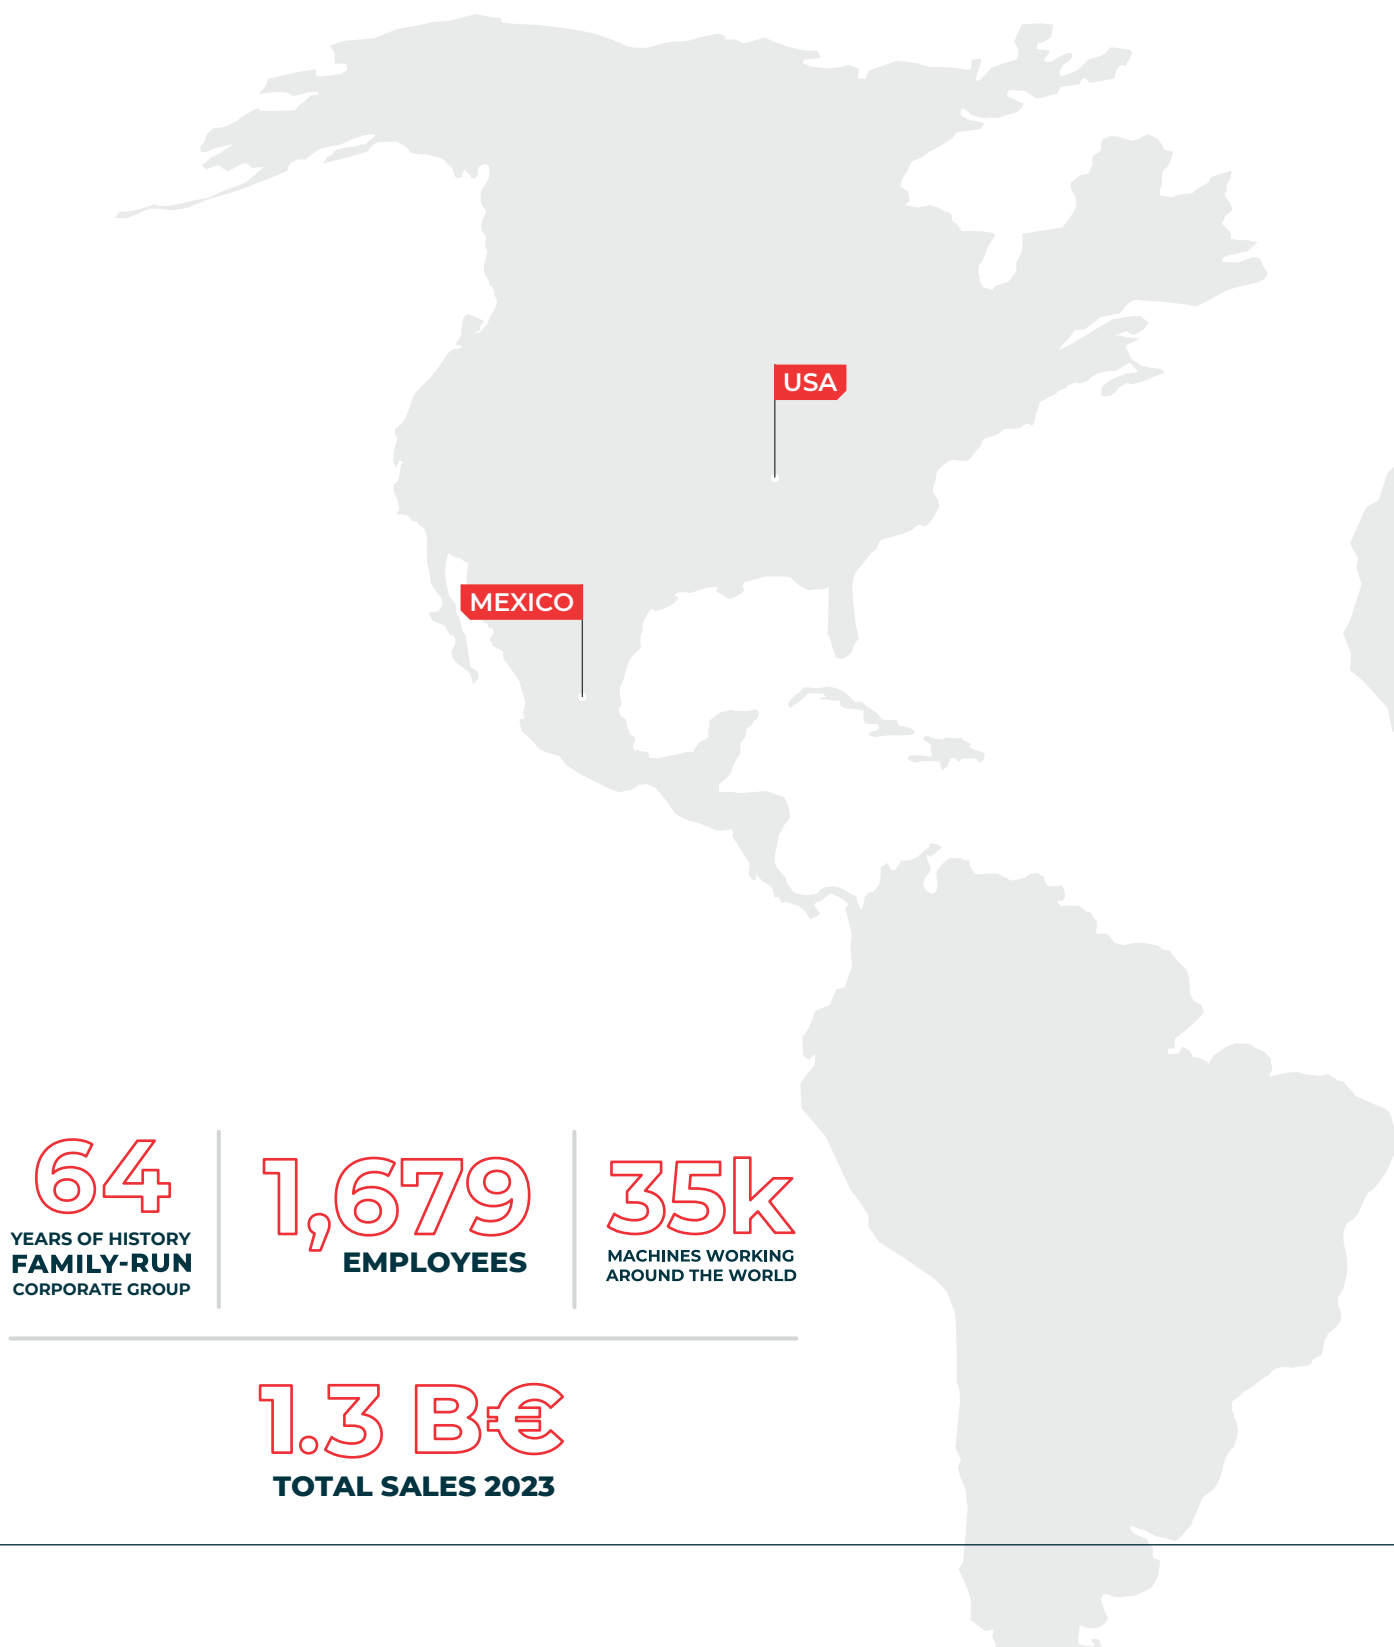 USA
MEXICO
64
YEARS OF HISTORY
FAMILY-RUN
CORPORATE GROUP
1,679
EMPLOYEES
35k
MACHINES WORKING
AROUND THE WORLD
1.3 B€
TOTAL SALES 2023